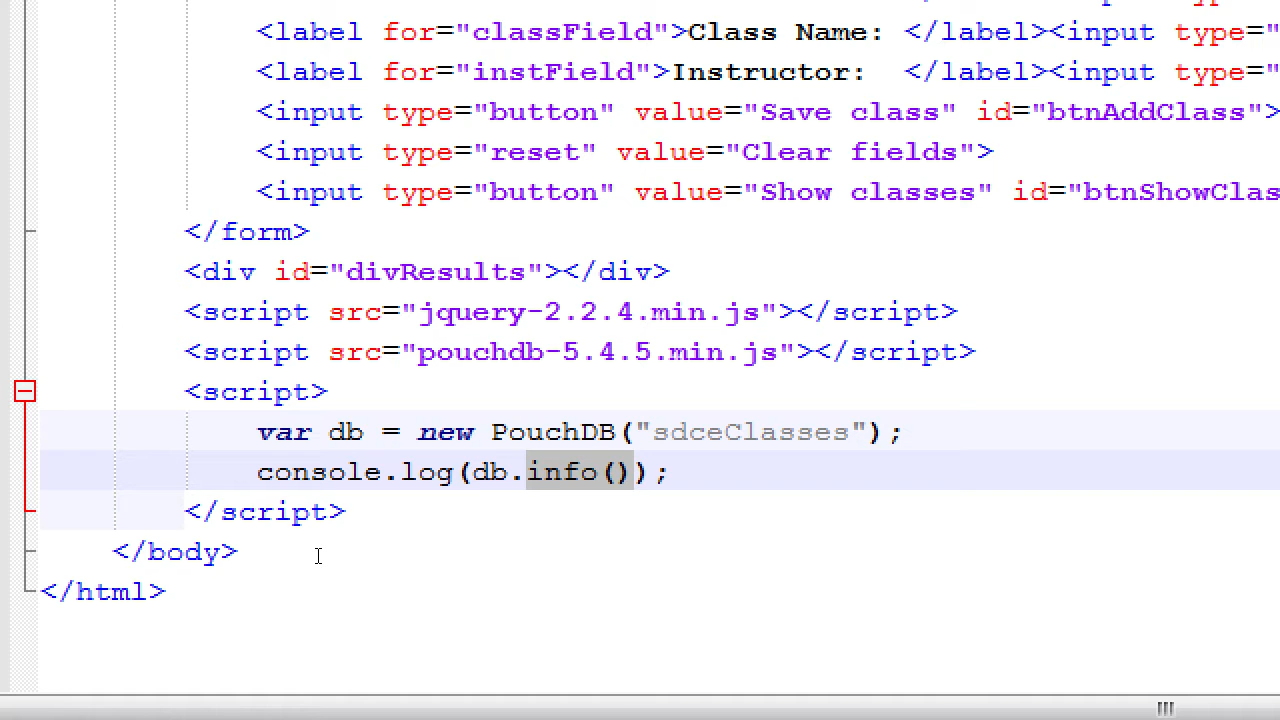 <label for="classField">Class Name: </label><input type="
<label for="instField">Instructor:  </label><input type="
<input type="button" value="Save class" id="btnAddClass">
<input type="reset" value="Clear fields">
<input type="button" value="Show classes" id="btnShowClas
</form>
<div id="divResults"></div>
<script src="jquery-2.2.4.min.js"></script>
<script src="pouchdb-5.4.5.min.js"></script>
<script>
var db = new PouchDB("sdceClasses");
console.log(db.info());
</script>
</body>
</html>